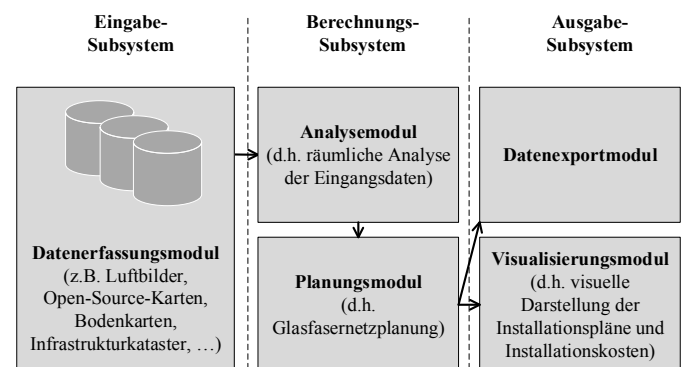 Eingabe-
Subsystem
Berechnungs-
Subsystem
Ausgabe-
Subsystem
Datenerfassungsmodul
(z.B. Luftbilder,
Open-Source-Karten,
Bodenkarten,
Infrastrukturkataster, …)
Analysemodul
(d.h. räumliche Analyse
der Eingangsdaten)
Planungsmodul
(d.h.
Glasfasernetzplanung)
Datenexportmodul
Visualisierungsmodul
(d.h. visuelle
Darstellung der
Installationspläne und
Installationskosten)